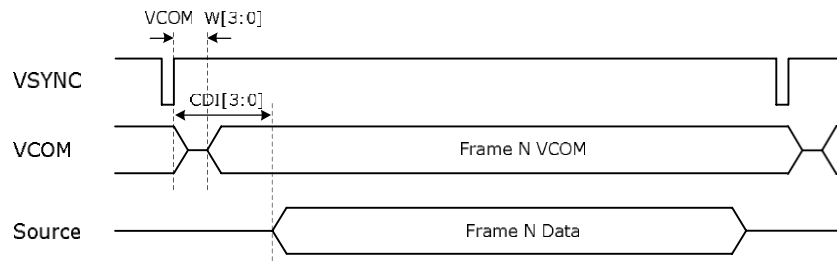 VCOM W[3:0]
VSYNC
CDI[3:0]
VCOM Frame N VCOM
Source Frame N Data